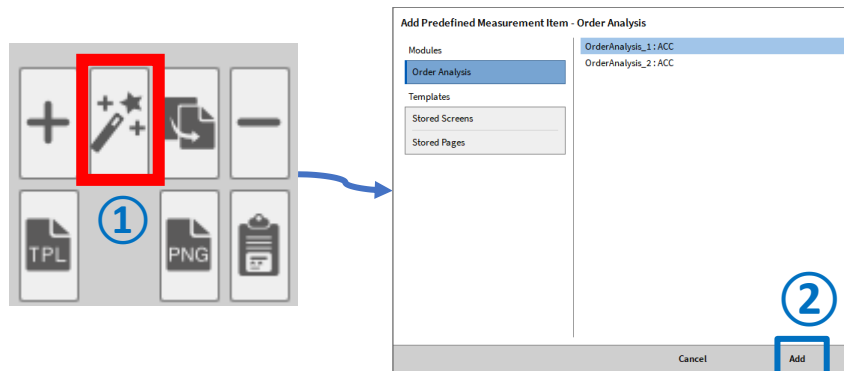 TPL
1
PNG
Add Predefined Measurement Item - Order Analysis
Modules
Order Analysis
Templates
Stored Screens
Stored Pages
OrderAnalysis_1 : ACC
OrderAnalysis_2 : ACC
2
Cancel
Add